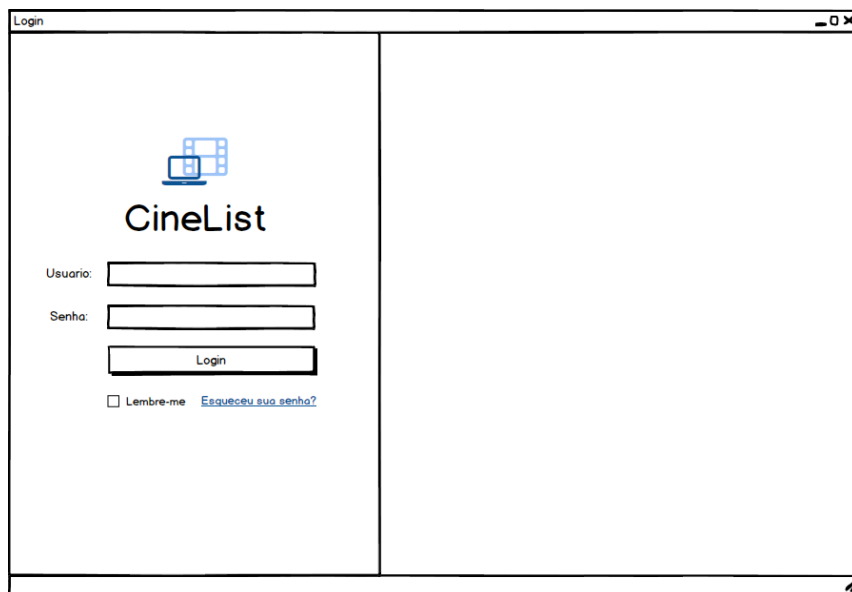 Login
CineList
Usuario:
Senha:
Login
Lembre-me Esqueceu sua senha?